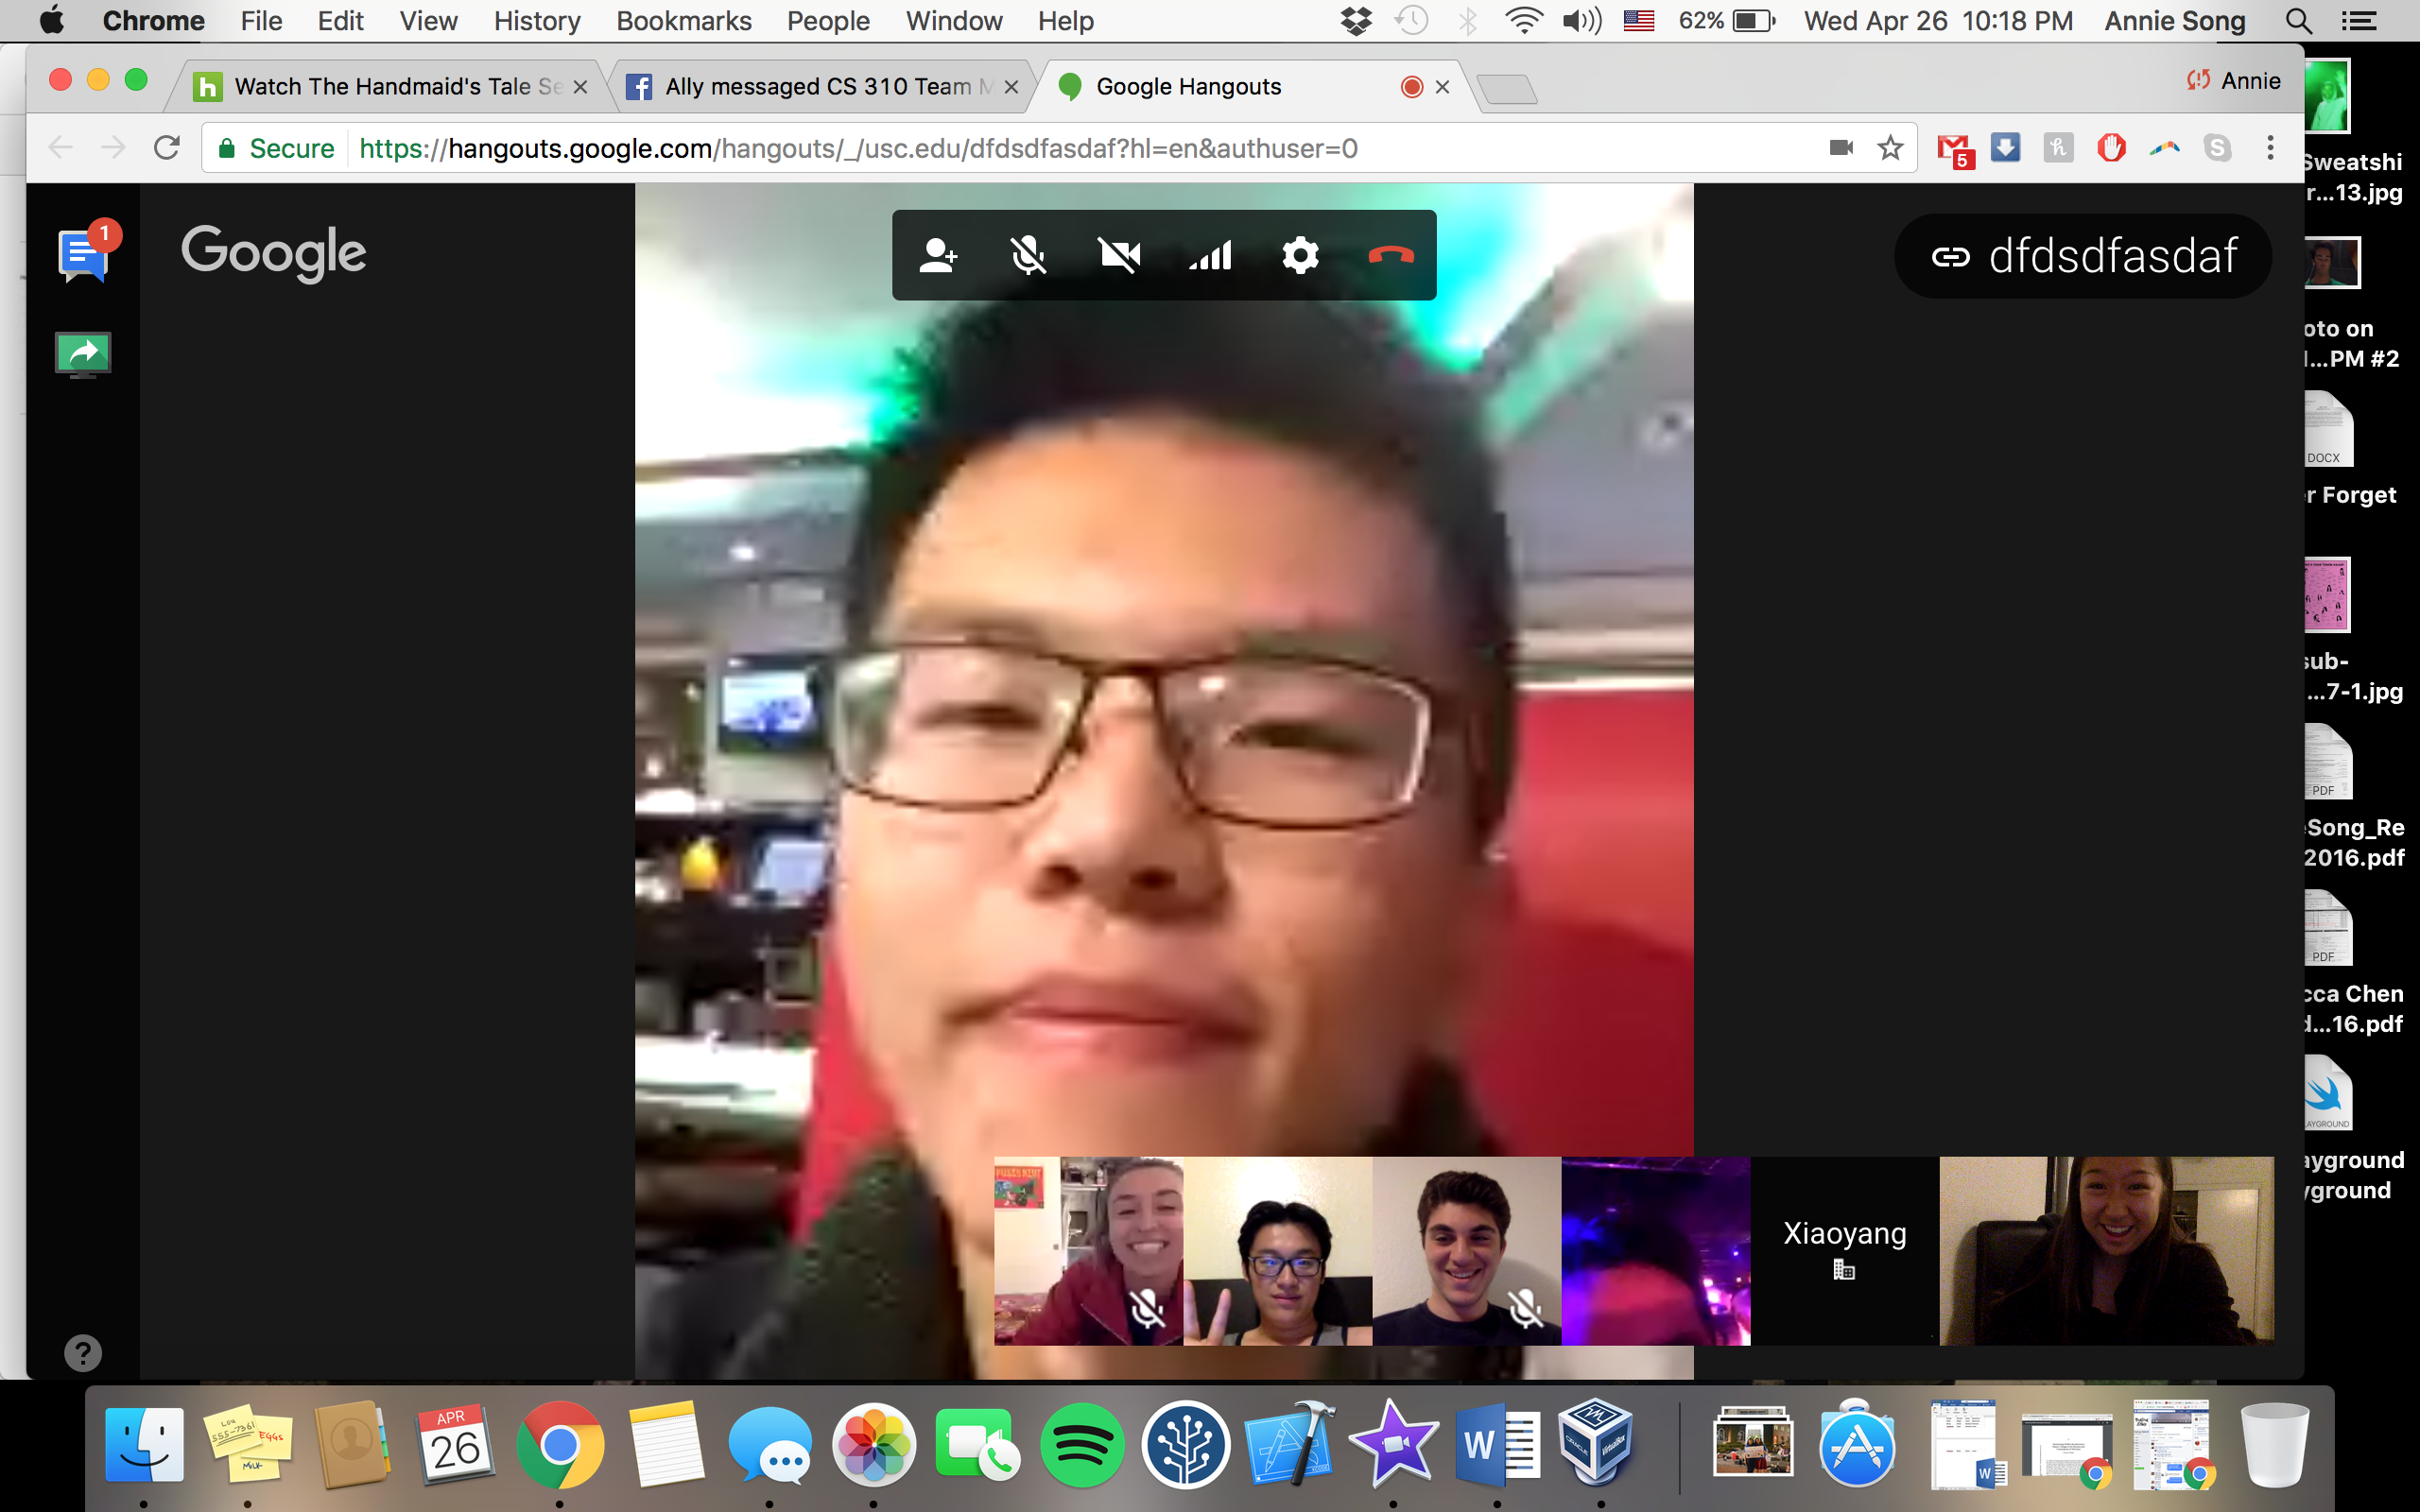 Chrome File Edit View History Bookmarks People Window Help 62% Wed Apr 26 10:18 PM Annie Song
Watch The Handmaid's Tale Se
Ally messaged CS 310 Team M
Google Hangouts
Annie
Secure https://hangouts.google.com/hangouts/_/usc.edu/dfdsdfasdaf?hl=en&authuser=0
5
1
Google
dfdsdfasdaf
Sweatshi
r...13.jpg
oto on
...PM #2
DOCX
r Forget
sub-
...7-1.jpg
PDF
Song_Re
2016.pdf
PDF
cca Chen
d...16.pdf
AYGROUND
ayground
yground
Xiaoyang
?
APR
26
EGGS
MILK
W
VirtualBox
W